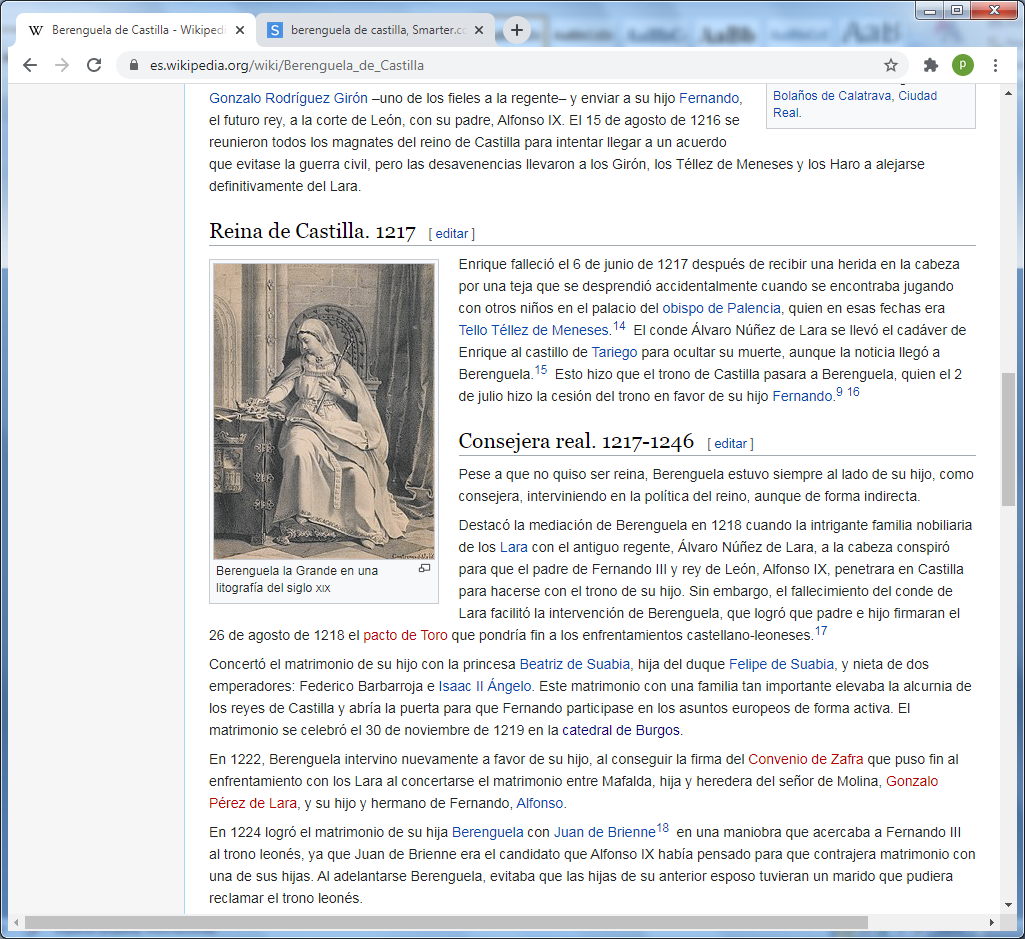 Berenguela de Castilla - Wikiped
berenguela de castilla, Smarter.co
es.wikipedia.org/wiki/Berenguela_de_Castilla
Gonzalo Rodríguez Girón –uno de los fieles a la regente– y enviar a su hijo Fernando,
el futuro rey, a la corte de León, con su padre, Alfonso IX. El 15 de agosto de 1216 se
reunieron todos los magnates del reino de Castilla para intentar llegar a un acuerdo
que evitase la guerra civil, pero las desavenencias llevaron a los Girón, los Téllez de Meneses y los Haro a alejarse
definitivamente del Lara.
Bolaños de Calatrava, Ciudad
Real.
Reina de Castilla. 1217 [ editar ]
Enrique falleció el 6 de junio de 1217 después de recibir una herida en la cabeza
por una teja que se desprendió accidentalmente cuando se encontraba jugando
con otros niños en el palacio del obispo de Palencia, quien en esas fechas era
Tello Téllez de Meneses.14 El conde Álvaro Núñez de Lara se llevó el cadáver de
Enrique al castillo de Tariego para ocultar su muerte, aunque la noticia llegó a
Berenguela.15 Esto hizo que el trono de Castilla pasara a Berenguela, quien el 2
de julio hizo la cesión del trono en favor de su hijo Fernando.9 16
Berenguela la Grande en una
litografía del siglo XIX
Consejera real. 1217-1246 [ editar ]
Pese a que no quiso ser reina, Berenguela estuvo siempre al lado de su hijo, como
consejera, interviniendo en la política del reino, aunque de forma indirecta.
Destacó la mediación de Berenguela en 1218 cuando la intrigante familia nobiliaria
de los Lara con el antiguo regente, Álvaro Núñez de Lara, a la cabeza conspiró
para que el padre de Fernando III y rey de León, Alfonso IX, penetrara en Castilla
para hacerse con el trono de su hijo. Sin embargo, el fallecimiento del conde de
Lara facilitó la intervención de Berenguela, que logró que padre e hijo firmaran el
26 de agosto de 1218 el pacto de Toro que pondría fin a los enfrentamientos castellano-leoneses.17
Concertó el matrimonio de su hijo con la princesa Beatriz de Suabia, hija del duque Felipe de Suabia, y nieta de dos
emperadores: Federico Barbarroja e Isaac II Ángelo. Este matrimonio con una familia tan importante elevaba la alcurnia de
los reyes de Castilla y abría la puerta para que Fernando participase en los asuntos europeos de forma activa. El
matrimonio se celebró el 30 de noviembre de 1219 en la catedral de Burgos.
En 1222, Berenguela intervino nuevamente a favor de su hijo, al conseguir la firma del Convenio de Zafra que puso fin al
enfrentamiento con los Lara al concertarse el matrimonio entre Mafalda, hija y heredera del señor de Molina, Gonzalo
Pérez de Lara, y su hijo y hermano de Fernando, Alfonso.
En 1224 logró el matrimonio de su hija Berenguela con Juan de Brienne18 en una maniobra que acercaba a Fernando III
al trono leonés, ya que Juan de Brienne era el candidato que Alfonso IX había pensado para que contrajera matrimonio con
una de sus hijas. Al adelantarse Berenguela, evitaba que las hijas de su anterior esposo tuvieran un marido que pudiera
reclamar el trono leonés.